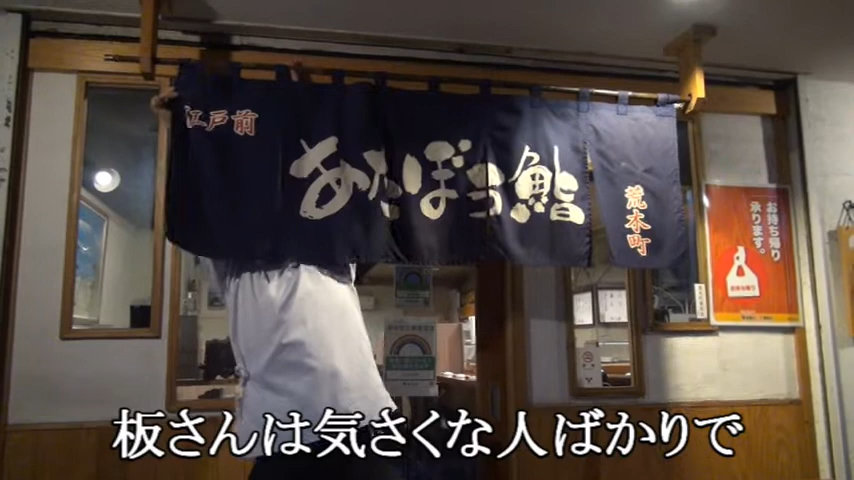 江戸前
あたぼう鮨
荒木町
お持ち帰り
承ります。
板さんは気さくな人ばかりで